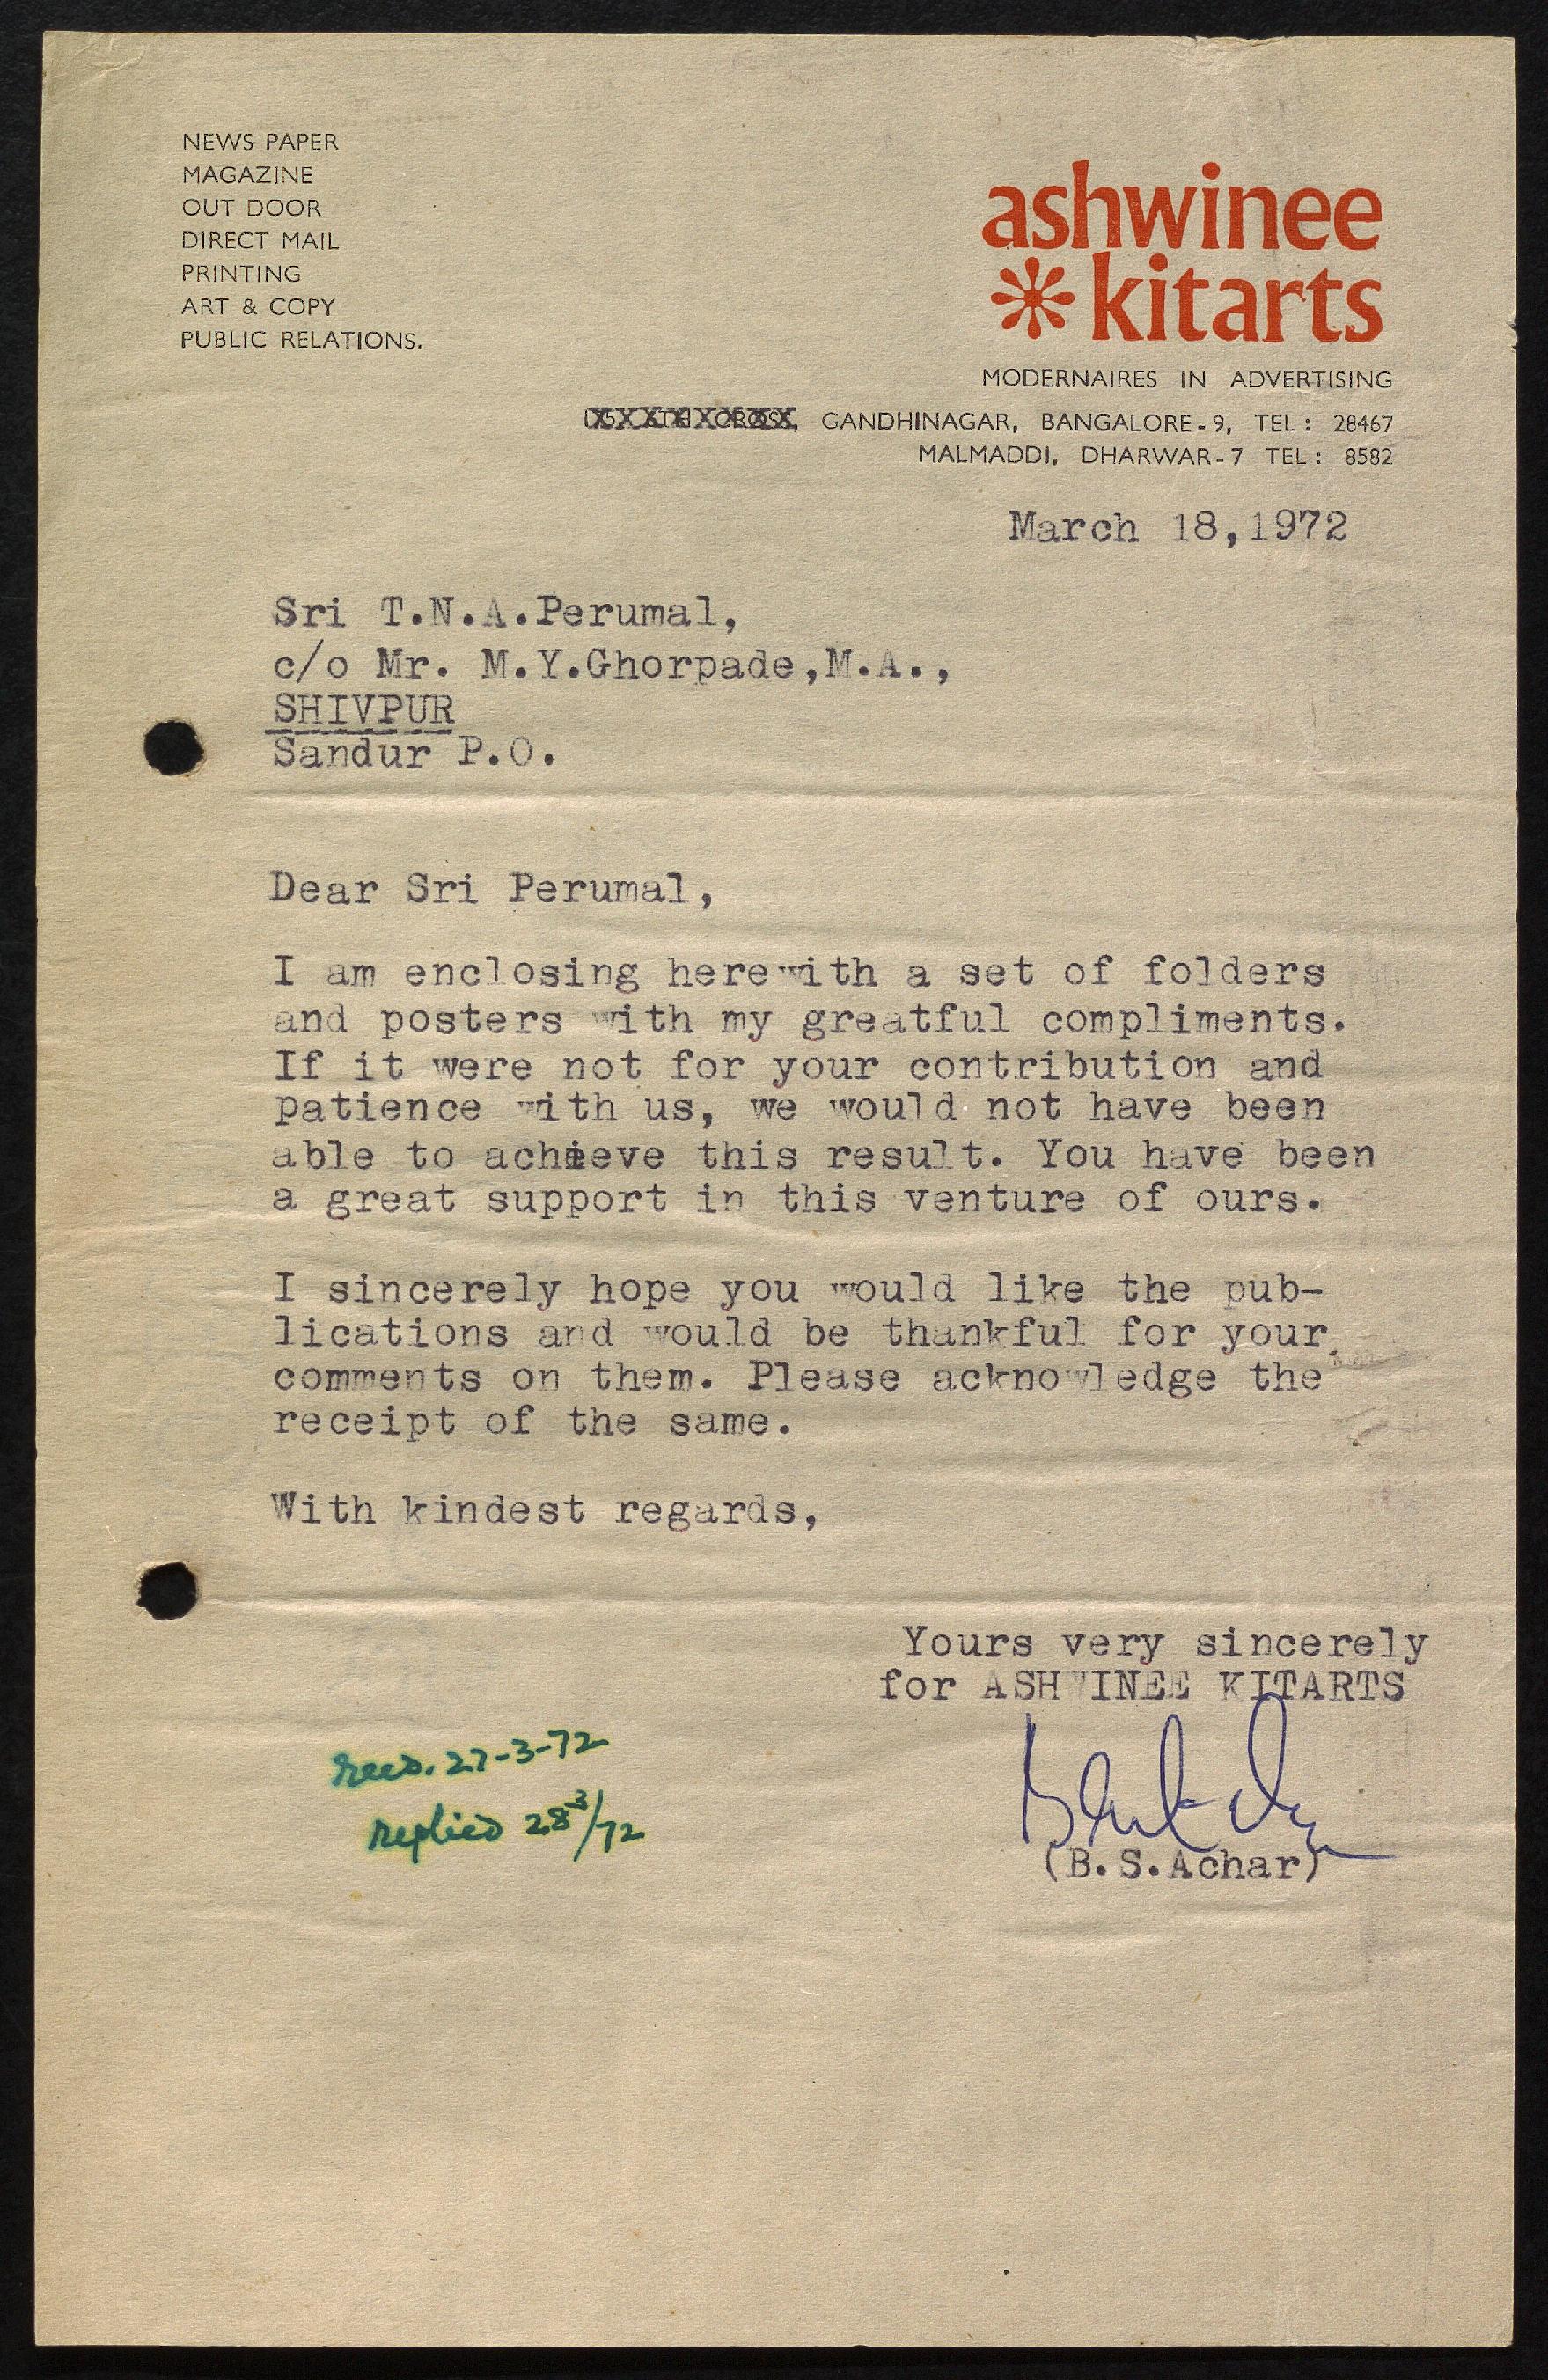 NEWS PAPER
MAGAZINE
OUT DOOR
DIRECT MAIL
PRINTING
ART & COPY
PUBLIC RELATIONS.
ashwinee
kitarts
MODERNAIRES IN ADVERTISING
CROSS, GANDHINAGAR, BANGALORE-9, TEL: 28467
MALMADDI, DHARWAR-7 TEL: 8582
March 18,1972
Sri T.N.A.Perumal,
c/o Mr. M.Y.Ghorpade,M.A.,
SHIVPUR
Sandur P.O.
Dear Sri Perumal,
I am enclosing herewith a set of folders
and posters with my greatful compliments.
If it were not for your contribution and
patience with us, we would not have been
able to achieve this result. You have been
a great support in this venture of ours.
I sincerely hope you would like the pub-
lications and would be thankful for your
comments on them. Please acknowledge the
receipt of the same.
With kindest regards,
Yours very sincerely
for ASHWINEE KITARTS
(B.S.Achar)
Recd. 27-3-72
Replied 28-3/72